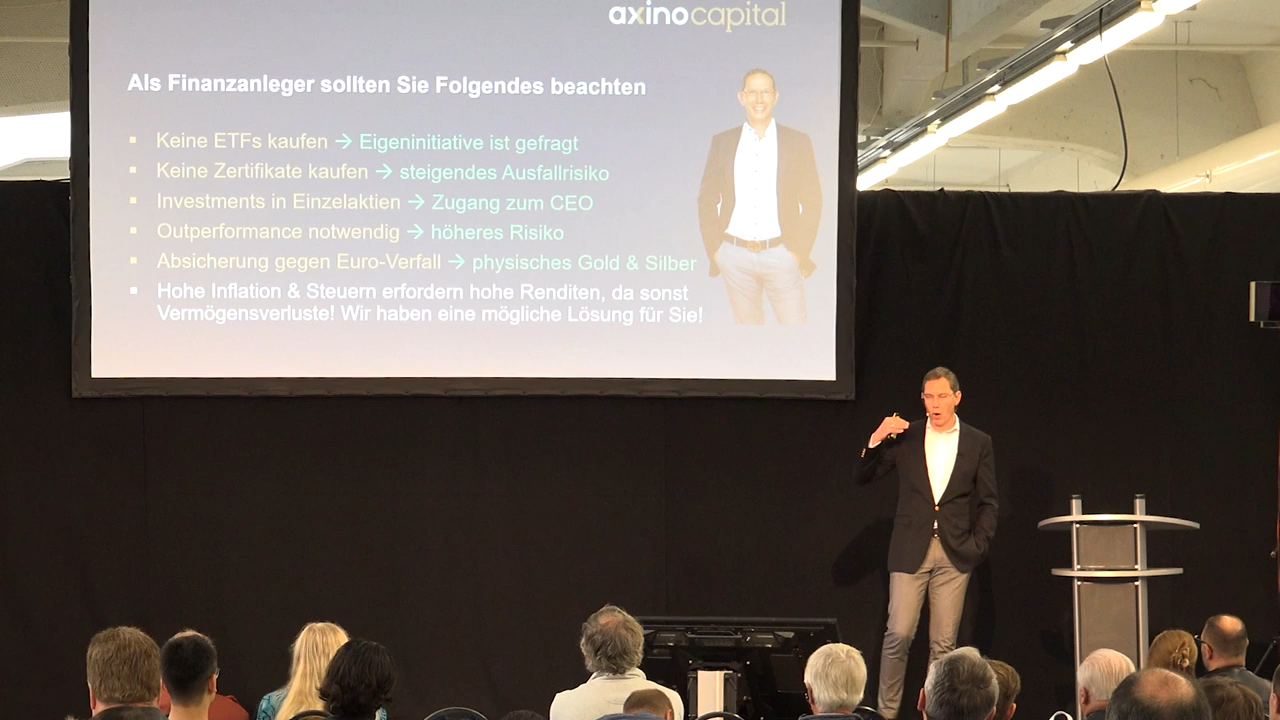 axinocapital
Als Finanzanleger sollten Sie Folgendes beachten
▪ Keine ETFs kaufen → Eigeninitiative ist gefragt
▪ Keine Zertifikate kaufen → steigendes Ausfallrisiko
▪ Investments in Einzelaktien → Zugang zum CEO
▪ Outperformance notwendig → höheres Risiko
▪ Absicherung gegen Euro-Verfall → physisches Gold & Silber
▪ Hohe Inflation & Steuern erfordern hohe Renditen, da sonst
Vermögensverluste! Wir haben eine mögliche Lösung für Sie!